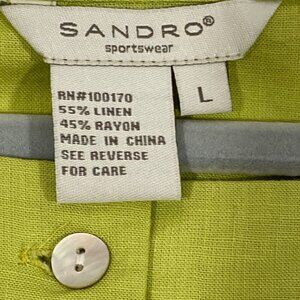 SANDRO®
sportswear
L
RN#100170
55% LINEN
45% RAYON
MADE IN CHINA
SEE REVERSE
FOR CARE